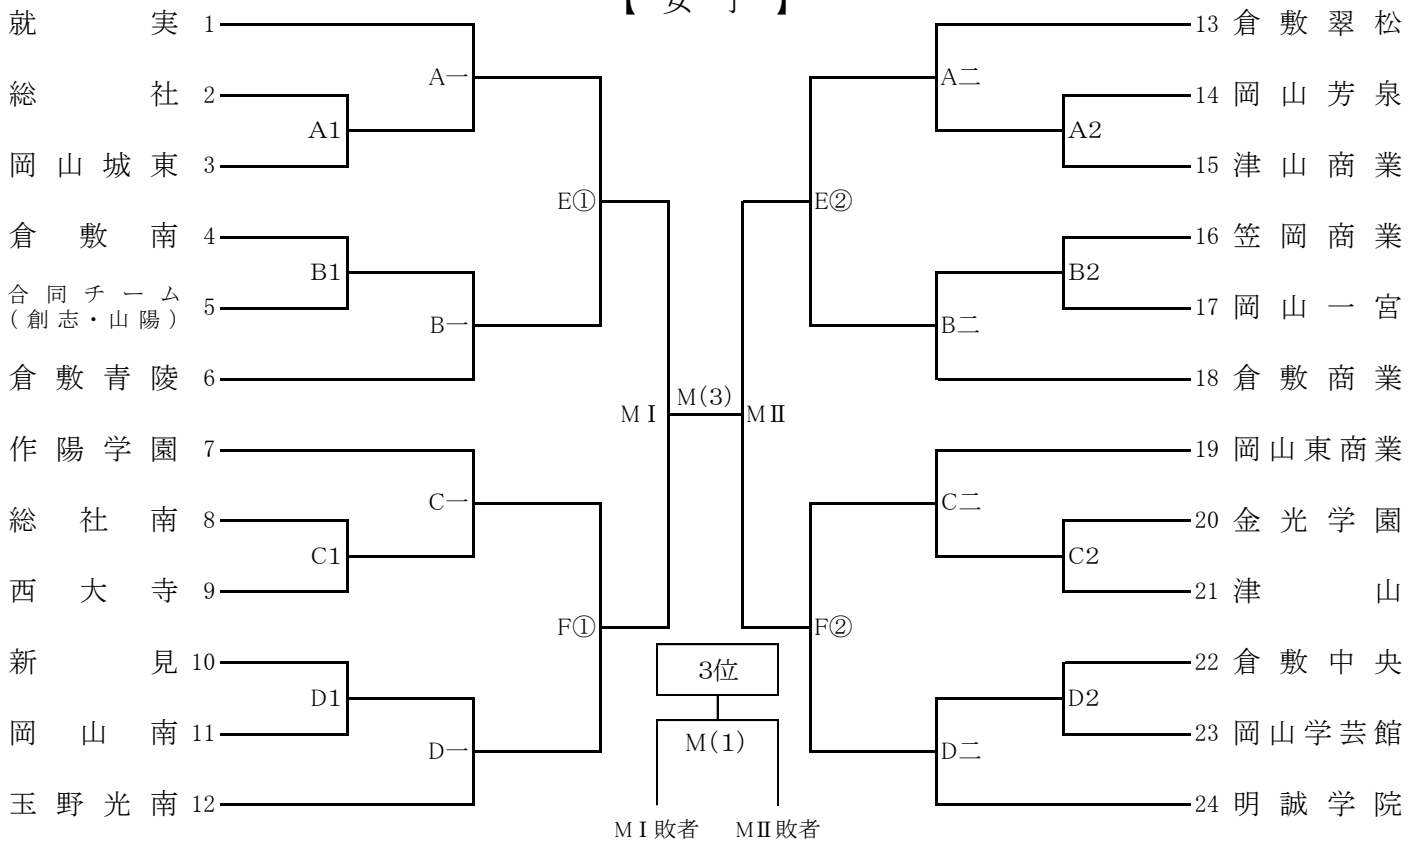 【 女 子 】
就実 1
A一
総社 2
A1
岡山城東 3
E①
倉敷南 4
B1
合同チーム
(創志・山陽) 5
B一
倉敷青陵 6
MⅠ
M(3)
MⅡ
作陽学園 7
C一
総社南 8
C1
西大寺 9
F①
新見 10
D1
岡山南 11
D一
玉野光南 12
3位
M(1)
MⅠ敗者 MⅡ敗者
13 倉敷翠松
A二
14 岡山芳泉
A2
15 津山商業
E②
16 笠岡商業
B2
17 岡山一宮
B二
18 倉敷商業
19 岡山東商業
C二
20 金光学園
C2
21 津山
F②
22 倉敷中央
D2
23 岡山学芸館
D二
24 明誠学院